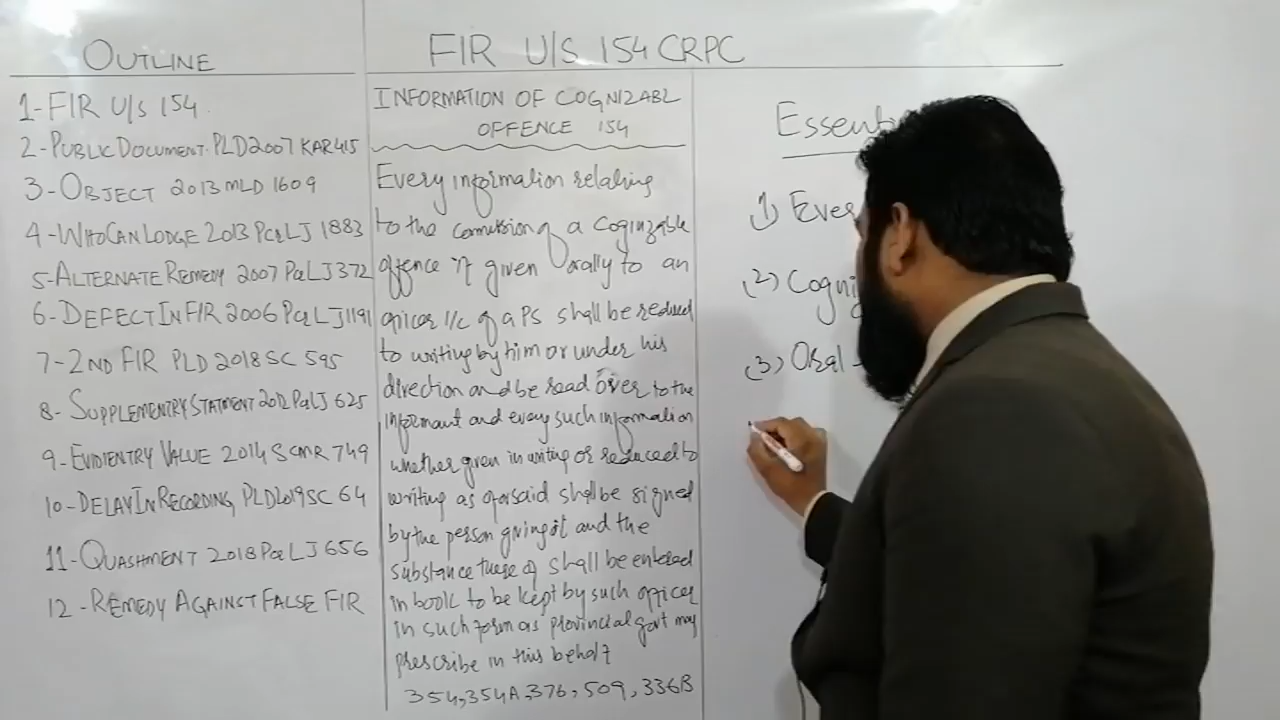 OUTLINE
1-FIR U/s 154.
2-PUBLIC DOCUMENT. PLD 2007 KAR 415
3-OBJECT 2013 MLD 1609
4-WHO CAN LODGE 2013 PCRLJ 1883
5-ALTERNATE REMEDY 2007 PCRLJ 372
6-DEFECT IN FIR 2006 PCRLJ 1191
7-2ND FIR PLD 2018 SC 595
8-SUPPLEMENTRY STATMENT 2012 PCRLJ 625
9-EVIDIENTRY VALUE 2014 SCMR 749
10-DELAY IN RECORDING PLD 2019 SC 64
11-QUASHMENT 2018 PCRLJ 656
12-REMEDY AGAINST FALSE FIR
FIR U/S 154 CRPC
INFORMATION OF COGNIZABL
OFFENCE 154
Every information relating
to the commission of a Cognizable
offence if given orally to an
officer I/c of a PS shall be reduced
to writing by him or under his
direction and be read over to the
informant and every such information
whether given in writing or reduced to
writing as aforsaid shall be signed
by the person giving it and the
substance there of shall be entered
in book to be kept by such officer
in such form as provincial govt may
prescribe in this behalf
354, 354A, 376, 509, 336B
Essenti
(1) Ever
(2) Cogni
(3) Oral -